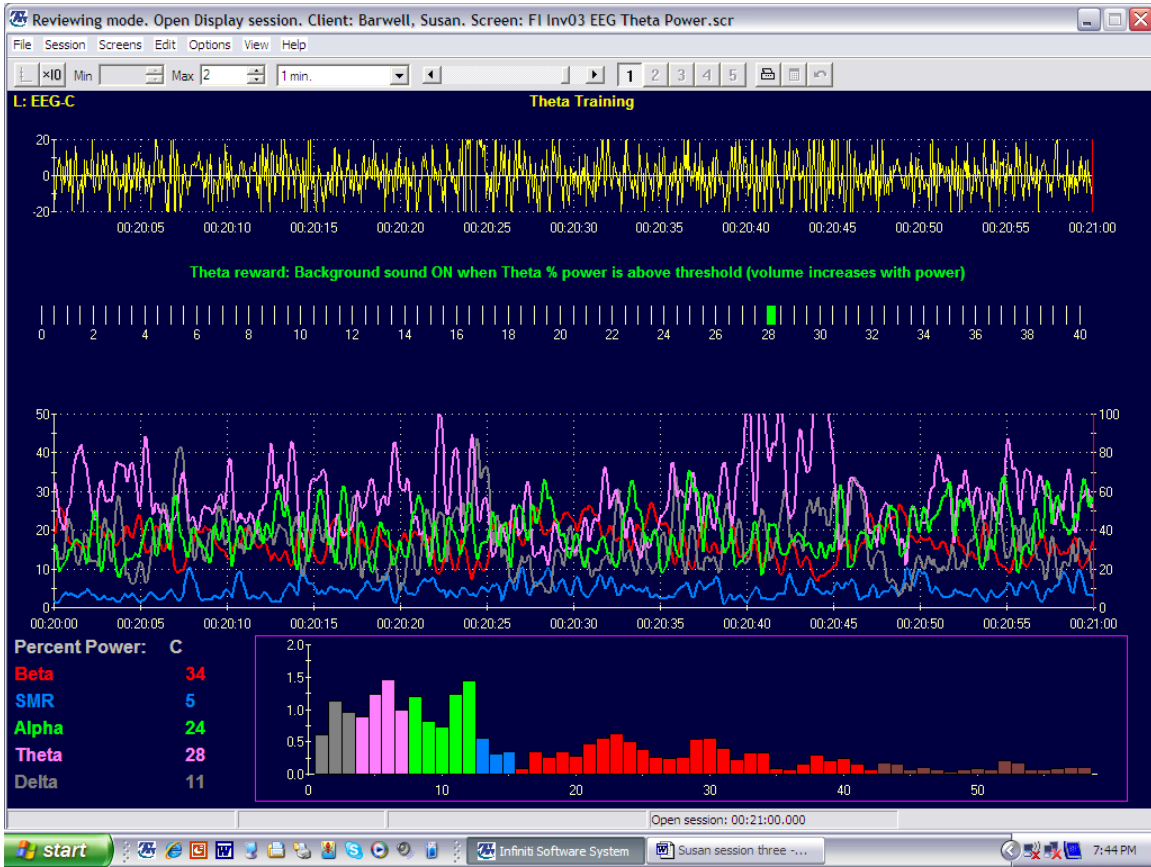 Reviewing mode. Open Display session. Client: Barwell, Susan. Screen: FI Inv03 EEG Theta Power.scr
File Session Screens Edit Options View Help
×10 Min Max 2 1 min. 1 2 3 4 5
L: EEG-C Theta Training
20
0
-20
00:20:05 00:20:10 00:20:15 00:20:20 00:20:25 00:20:30 00:20:35 00:20:40 00:20:45 00:20:50 00:20:55 00:21:00
Theta reward: Background sound ON when Theta % power is above threshold (volume increases with power)
0 2 4 6 8 10 12 14 16 18 20 22 24 26 28 30 32 34 36 38 40
50 100
40 80
30 60
20 40
10 20
0 0
00:20:00 00:20:05 00:20:10 00:20:15 00:20:20 00:20:25 00:20:30 00:20:35 00:20:40 00:20:45 00:20:50 00:20:55 00:21:00
Percent Power: C
Beta 34
SMR 5
Alpha 24
Theta 28
Delta 11
2.0
1.5
1.0
0.5
0.0
0 10 20 30 40 50
Open session: 00:21:00.000
start Infiniti Software System Susan session three -... 7:44 PM